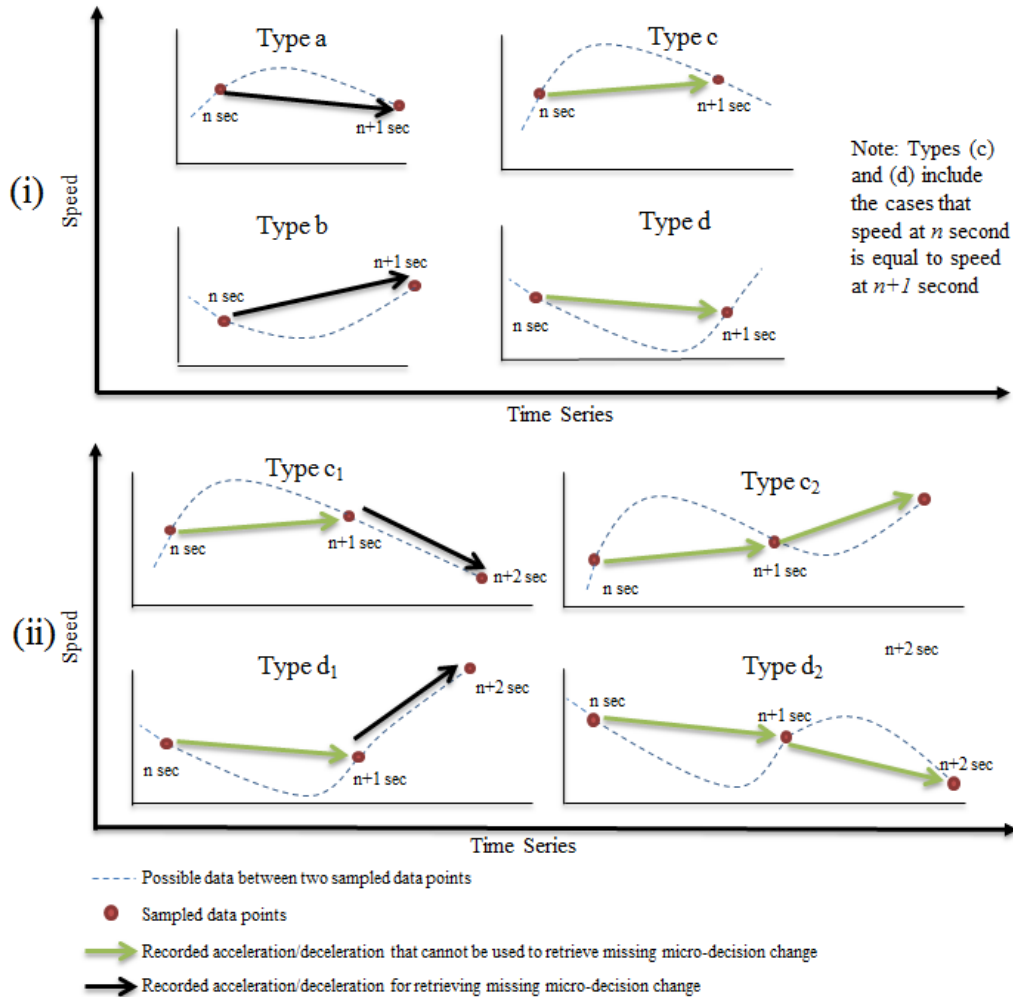 (i)
Speed
Type a
n sec
n+1 sec
Type c
n sec
n+1 sec
Type b
n sec
n+1 sec
Type d
n sec
n+1 sec
Note: Types (c)
and (d) include
the cases that
speed at n second
is equal to speed
at n+1 second
Time Series
(ii)
Speed
Type c₁
n sec
n+1 sec
n+2 sec
Type c₂
n sec
n+1 sec
n+2 sec
Type d₁
n sec
n+1 sec
n+2 sec
Type d₂
n sec
n+1 sec
n+2 sec
Time Series
Possible data between two sampled data points
Sampled data points
Recorded acceleration/deceleration that cannot be used to retrieve missing micro-decision change
Recorded acceleration/deceleration for retrieving missing micro-decision change